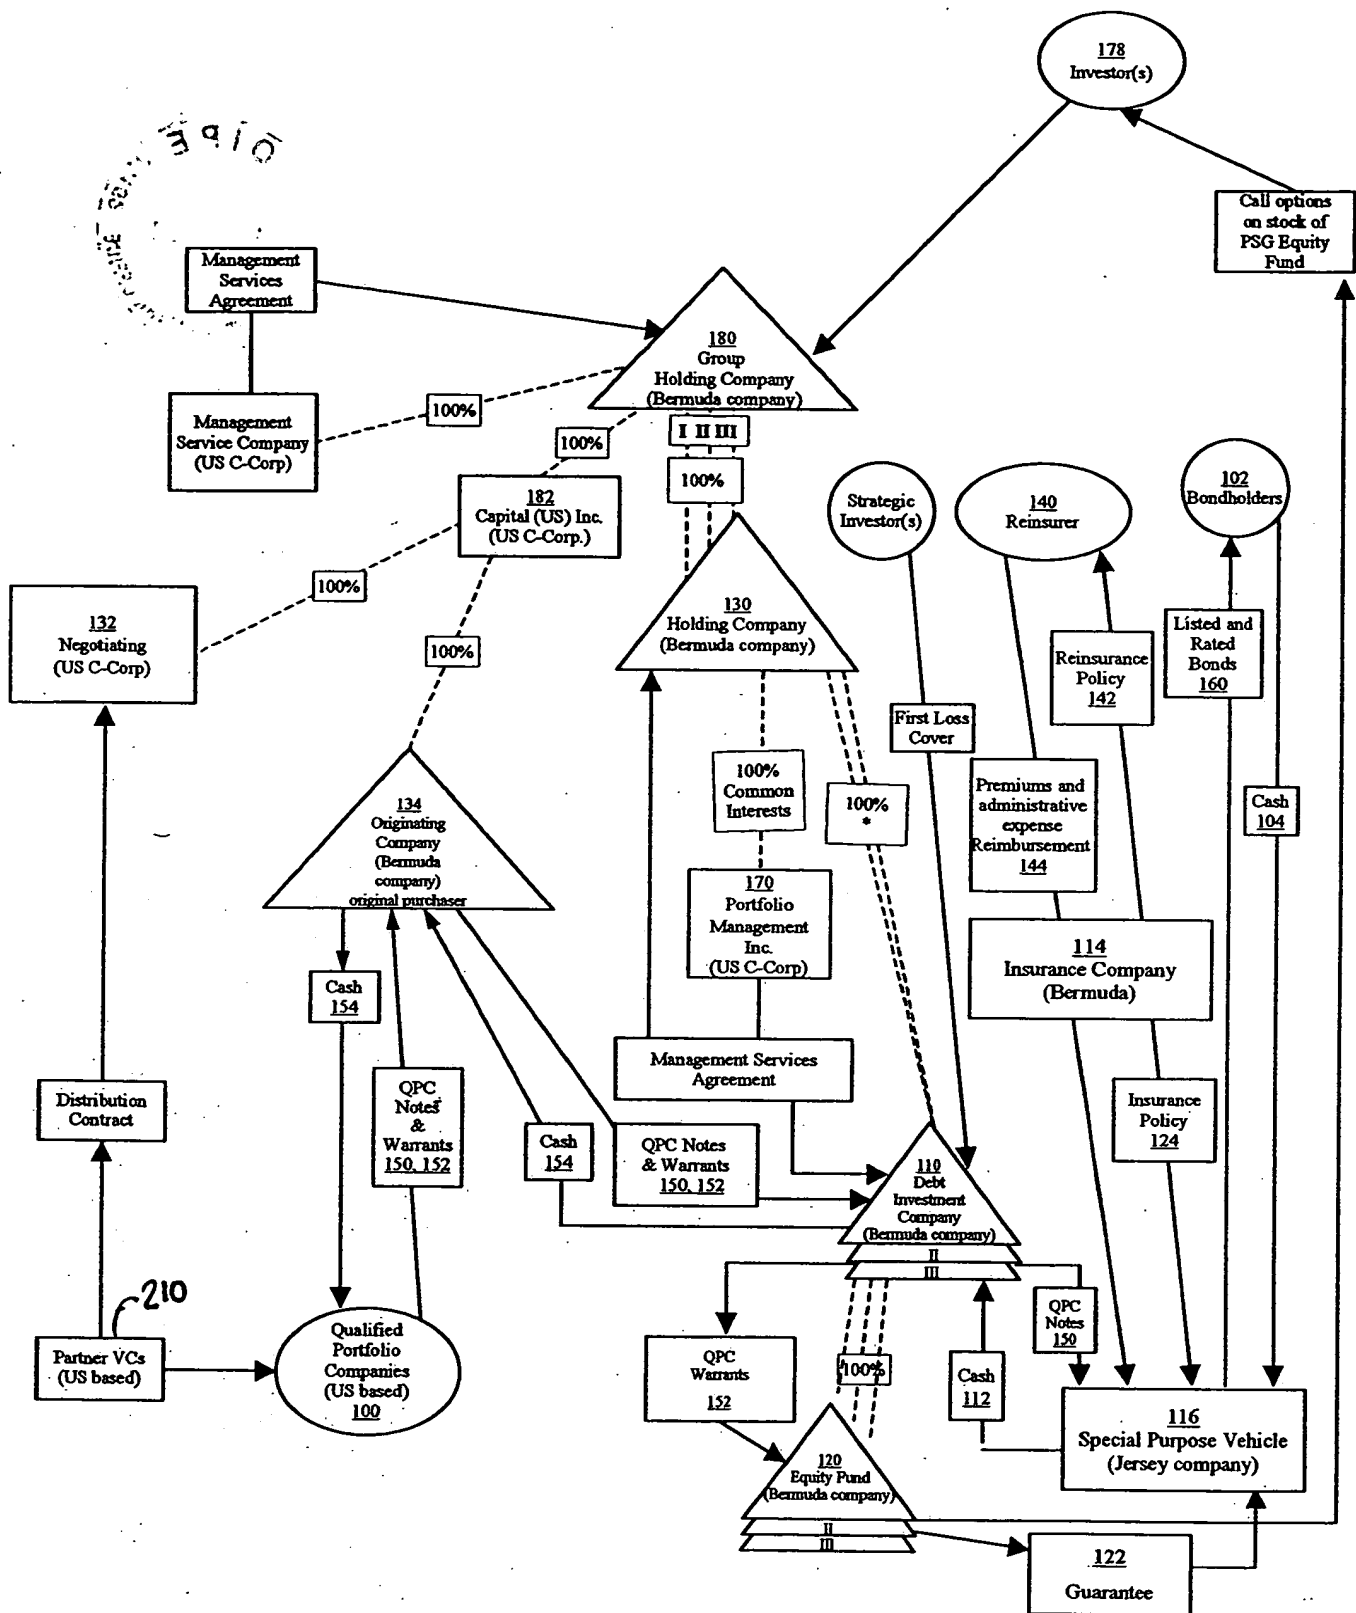 178
Investor(s)
Call options
on stock of
PSG Equity
Fund
Management
Services
Agreement
180
Group
Holding Company
(Bermuda company)
I II III
100%
Management
Service Company
(US C-Corp)
100%
100%
182
Capital (US) Inc.
(US C-Corp.)
100%
100%
132
Negotiating
(US C-Corp)
Strategic
Investor(s)
140
Reinsurer
102
Bondholders
130
Holding Company
(Bermuda company)
Reinsurance
Policy
142
Listed and
Rated
Bonds
160
First Loss
Cover
100%
Common
Interests
100%
*
Premiums and
administrative
expense
Reimbursement
144
Cash
104
134
Originating
Company
(Bermuda
company)
original purchaser
170
Portfolio
Management
Inc.
(US C-Corp)
114
Insurance Company
(Bermuda)
Cash
154
Management Services
Agreement
Distribution
Contract
QPC
Notes
&
Warrants
150, 152
Cash
154
QPC Notes
& Warrants
150, 152
Insurance
Policy
124
110
Debt
Investment
Company
(Bermuda company)
II
III
210
Partner VCs
(US based)
Qualified
Portfolio
Companies
(US based)
100
QPC
Warrants
152
100%
Cash
112
QPC
Notes
150
116
Special Purpose Vehicle
(Jersey company)
120
Equity Fund
(Bermuda company)
II
III
122
Guarantee